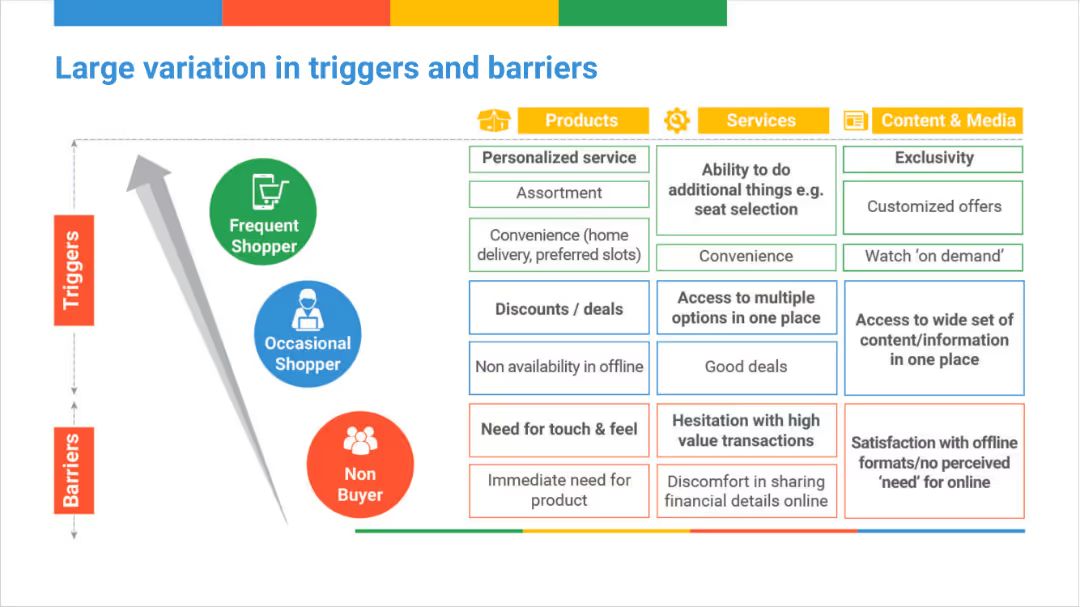 Large variation in triggers and barriers
Products
Services
Content & Media
Triggers
Frequent
Shopper
Personalized service
Assortment
Convenience (home
delivery, preferred slots)
Ability to do
additional things e.g.
seat selection
Convenience
Exclusivity
Customized offers
Watch ‘on demand’
Occasional
Shopper
Discounts / deals
Non availability in offline
Access to multiple
options in one place
Good deals
Access to wide set of
content/information
in one place
Barriers
Non
Buyer
Need for touch & feel
Immediate need for
product
Hesitation with high
value transactions
Discomfort in sharing
financial details online
Satisfaction with offline
formats/no perceived
‘need’ for online